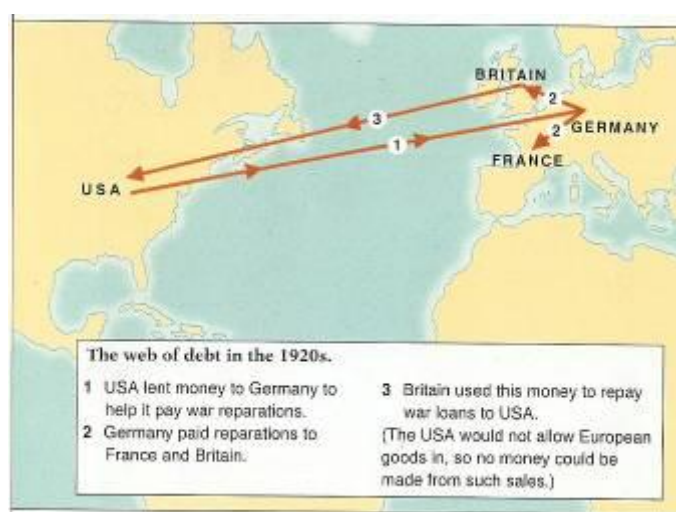 BRITAIN
2
3
2
GERMANY
1
FRANCE
USA
The web of debt in the 1920s.
1 USA lent money to Germany to
help it pay war reparations.
2 Germany paid reparations to
France and Britain.
3 Britain used this money to repay
war loans to USA.
(The USA would not allow European
goods in, so no money could be
made from such sales.)